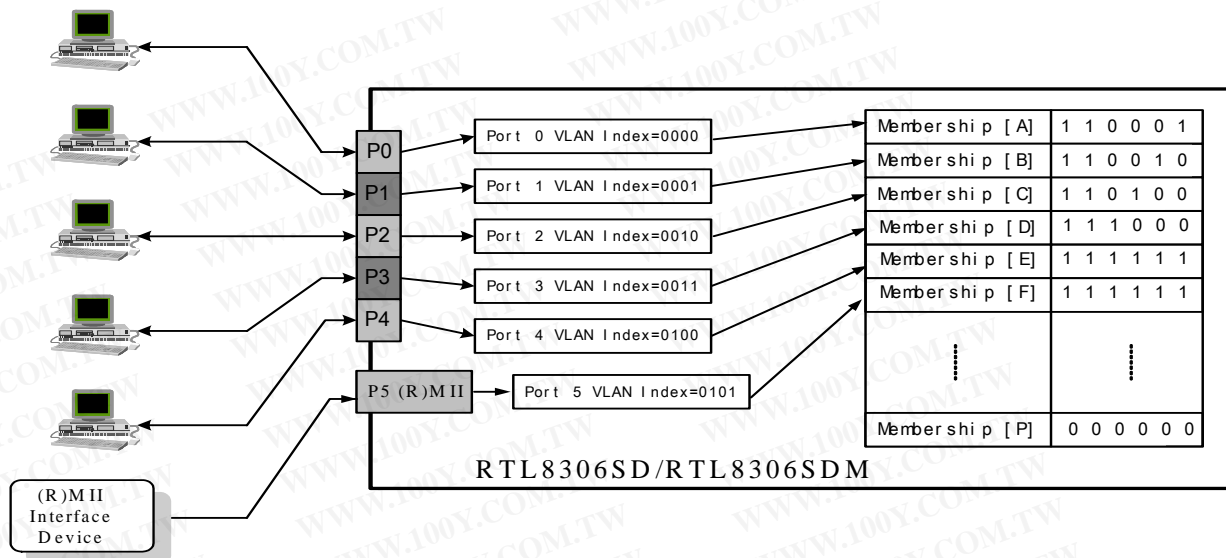 P0
P1
P2
P3
P4
P5 (R)MII
Port 0 VLAN Index=0000
Port 1 VLAN Index=0001
Port 2 VLAN Index=0010
Port 3 VLAN Index=0011
Port 4 VLAN Index=0100
Port 5 VLAN Index=0101
Membership [A] 1 1 0 0 0 1
Membership [B] 1 1 0 0 1 0
Membership [C] 1 1 0 1 0 0
Membership [D] 1 1 1 0 0 0
Membership [E] 1 1 1 1 1 1
Membership [F] 1 1 1 1 1 1
Membership [P] 0 0 0 0 0 0
RTL8306SD/RTL8306SDM
(R)MII
Interface
Device
WWW.100Y.COM.TW